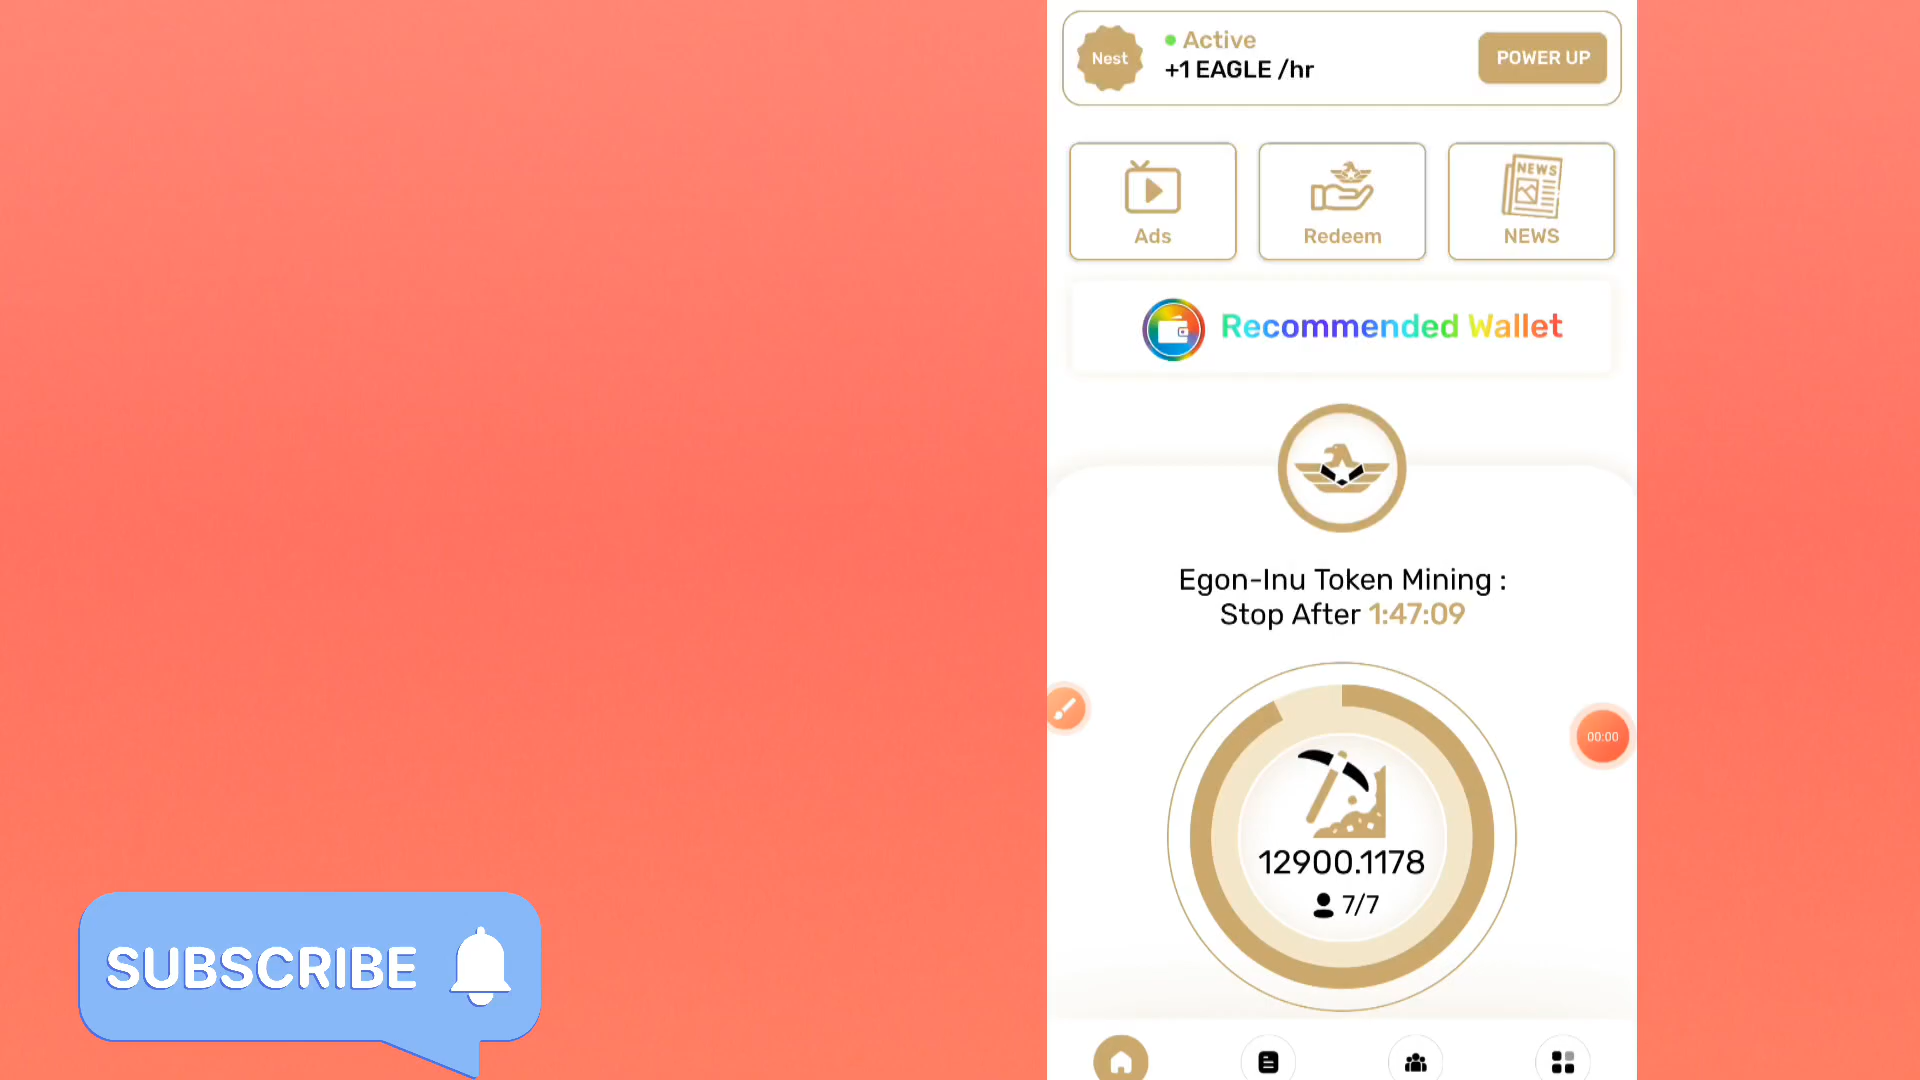 Nest
Active
+1 EAGLE /hr
POWER UP
Ads
Redeem
NEWS
NEWS
Recommended Wallet
Egon-Inu Token Mining :
Stop After 1:47:09
00:00
12900.1178
7/7
SUBSCRIBE